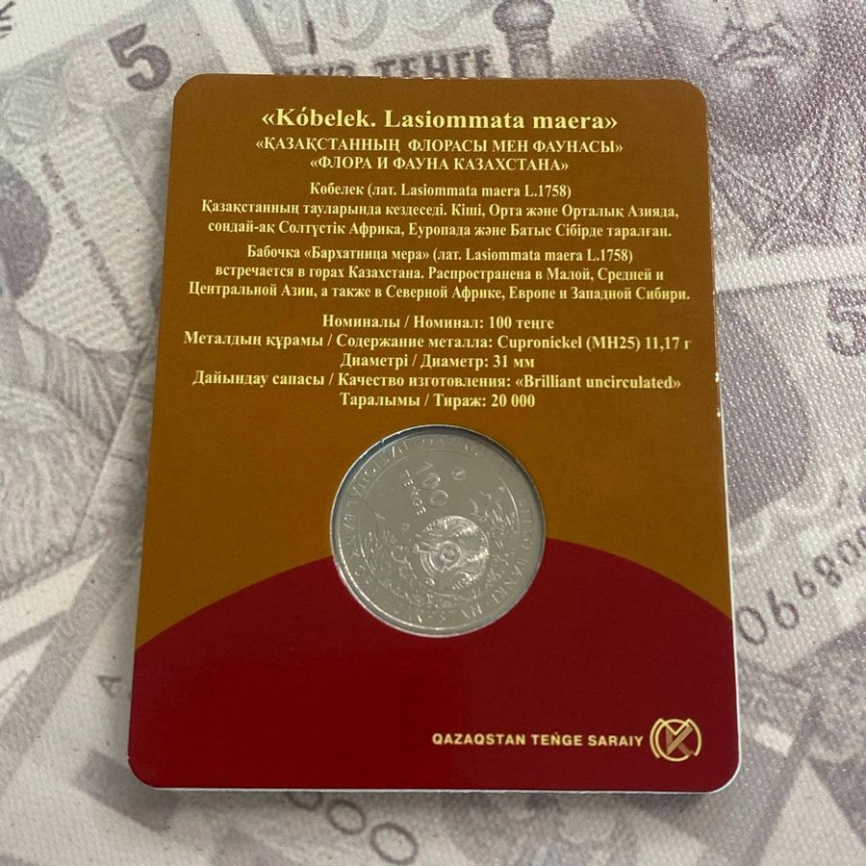 5
ТЕҢГЕ
«Kóbelek. Lasiommata maera»
«ҚАЗАҚСТАННЫҢ ФЛОРАСЫ МЕН ФАУНАСЫ»
«ФЛОРА И ФАУНА КАЗАХСТАНА»
Көбелек (лат. Lasiommata maera L.1758)
Қазақстанның тауларында кездеседі. Кіші, Орта және Орталық Азияда,
сондай-ақ Солтүстік Африка, Еуропада және Батыс Сібірде таралған.
Бабочка «Бархатница мера» (лат. Lasiommata maera L.1758)
встречается в горах Казахстана. Распространена в Малой, Средней и
Центральной Азии, а также в Северной Африке, Европе и Западной Сибири.
Номиналы / Номинал: 100 теңге
Металдың құрамы / Содержание металла: Cupronickel (МН25) 11,17 г
Диаметрі / Диаметр: 31 мм
Дайындау сапасы / Качество изготовления: «Brilliant uncirculated»
Таралымы / Тираж: 20 000
100
TEŃGE
QAZAQSTAN TEŃGE SARAIY